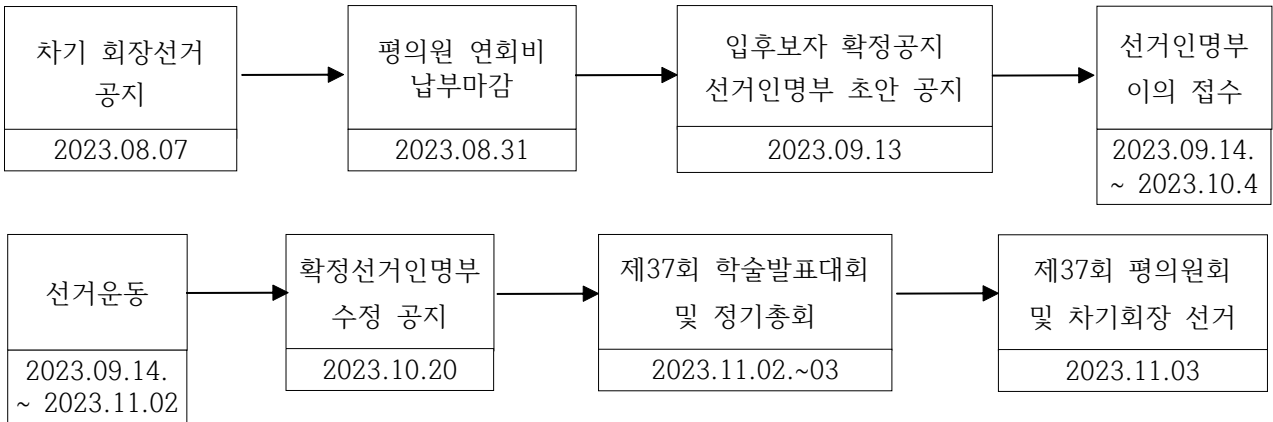 차기 회장선거
공지
2023.08.07
평의원 연회비
납부마감
2023.08.31
입후보자 확정공지
선거인명부 초안 공지
2023.09.13
선거인명부
이의 접수
2023.09.14.
~ 2023.10.4
선거운동
2023.09.14.
~ 2023.11.02
확정선거인명부
수정 공지
2023.10.20
제37회 학술발표대회
및 정기총회
2023.11.02.~03
제37회 평의원회
및 차기회장 선거
2023.11.03